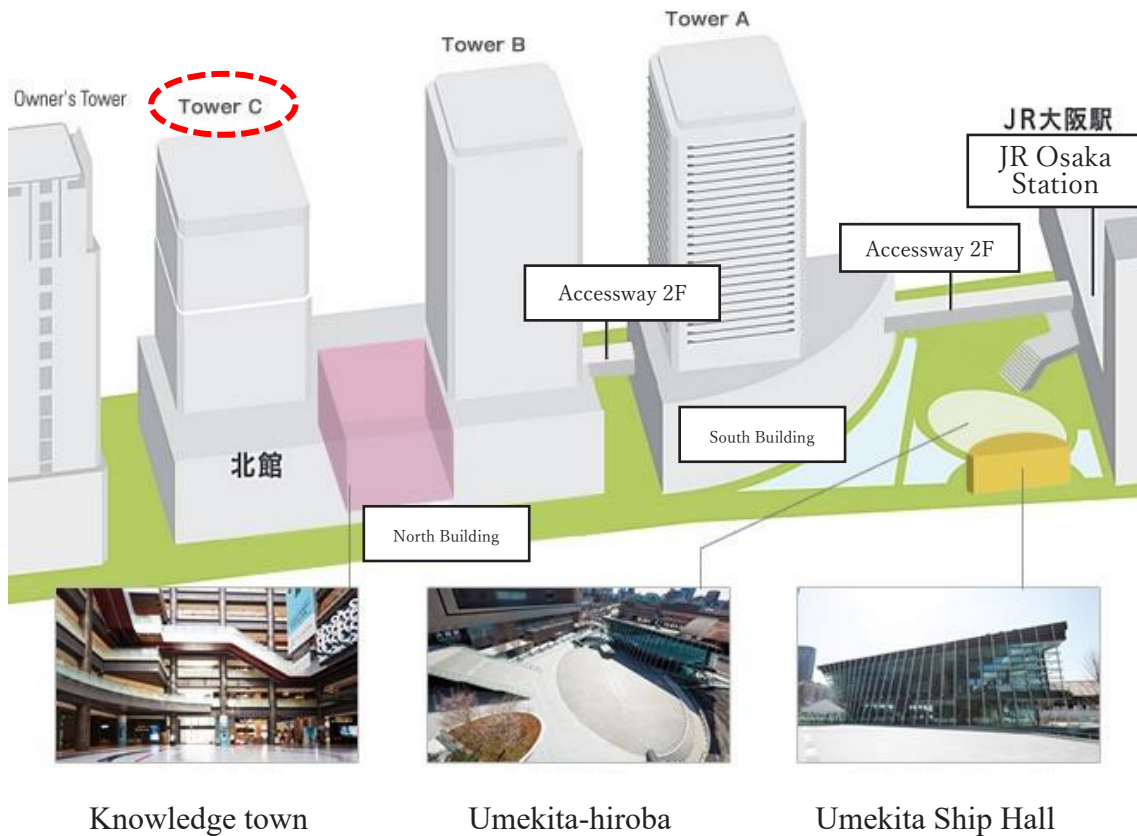 Tower A
Tower B
Owner's Tower
Tower C
JR大阪駅
JR Osaka
Station
Accessway 2F
Accessway 2F
South Building
北館
North Building
Knowledge town
Umekita-hiroba
Umekita Ship Hall